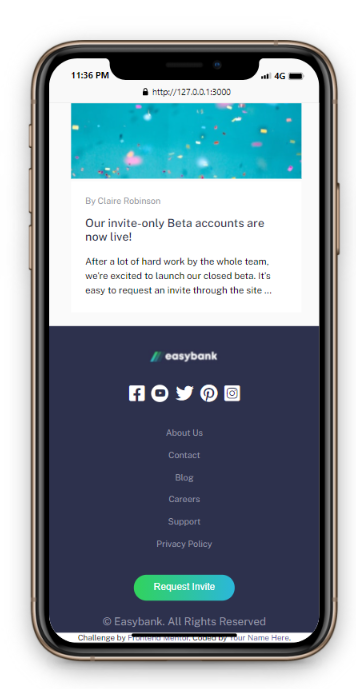 11:36 PM
4G
http://127.0.0.1:3000
By Claire Robinson
Our invite-only Beta accounts are
now live!
After a lot of hard work by the whole team,
we're excited to launch our closed beta. It's
easy to request an invite through the site ...
easybank
About Us
Contact
Blog
Careers
Support
Privacy Policy
Request Invite
© Easybank. All Rights Reserved
Challenge by Frontend Mentor. Coded by Your Name Here.